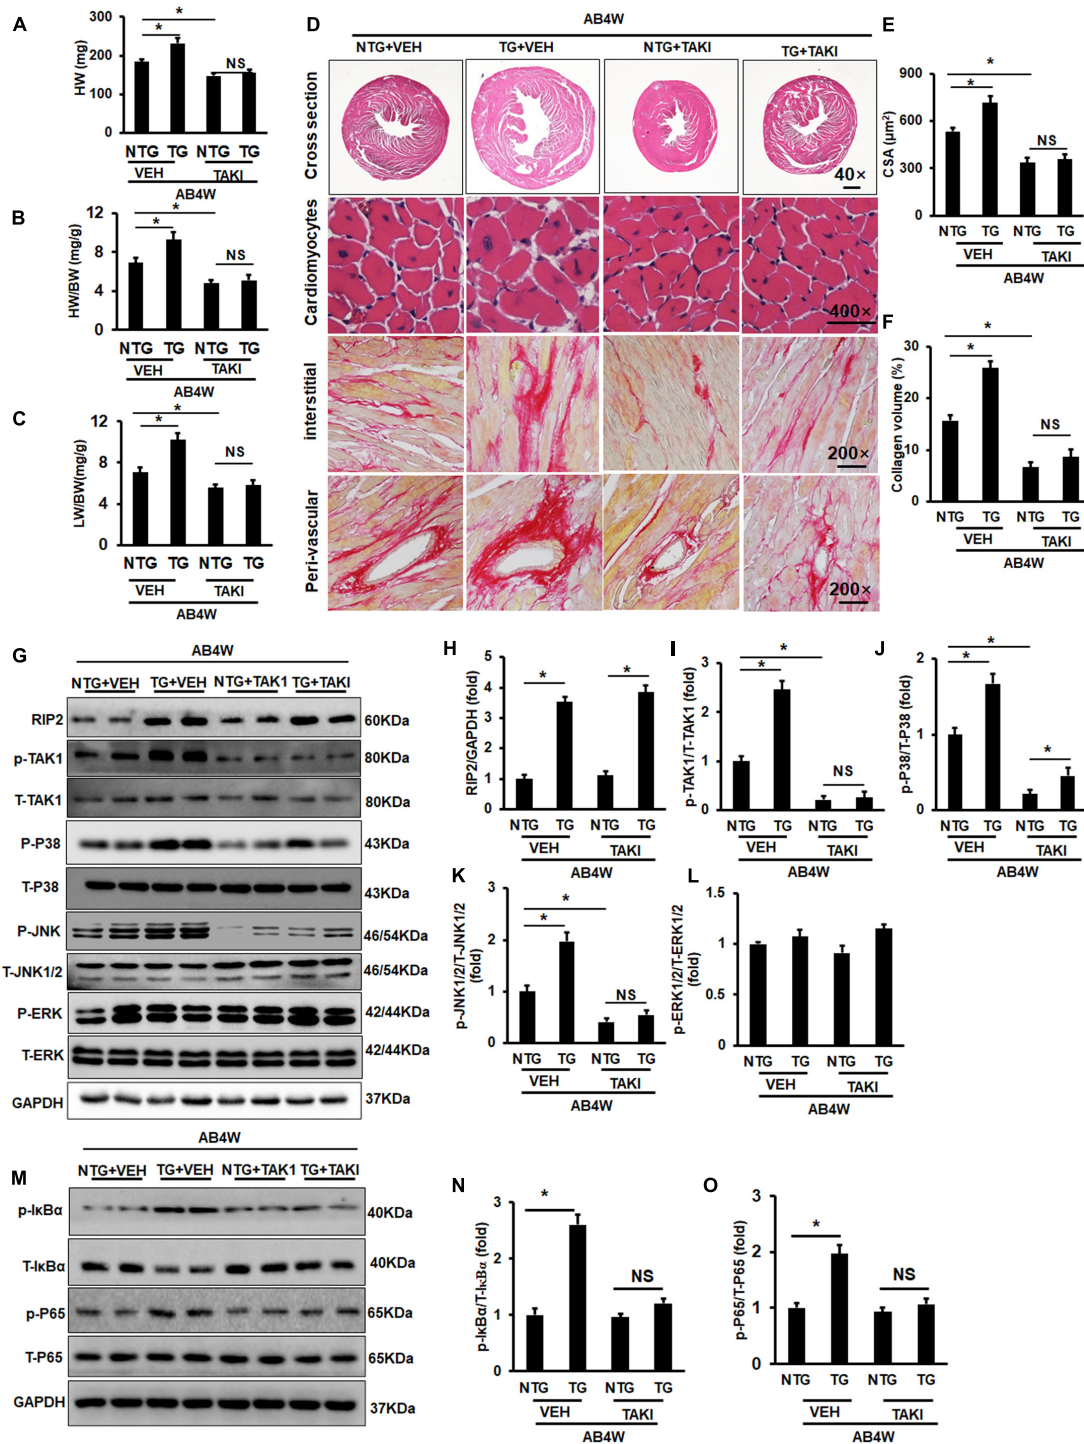 A
HW (mg)
300
200
100
0
*
*
NS
NTG TG NTG TG
VEH TAKI
AB4W
B
HW/BW (mg/g)
12
8
4
0
*
*
NS
NTG TG NTG TG
VEH TAKI
AB4W
C
LW/BW(mg/g)
12
8
4
0
*
*
NS
NTG TG NTG TG
VEH TAKI
AB4W
D
AB4W
NTG+VEH TG+VEH NTG+TAKI TG+TAKI
Cross section
40×
Cardiomyocytes
400×
interstitial
200×
Peri-vascular
200×
E
CSA (μm²)
900
600
300
0
*
*
NS
NTG TG NTG TG
VEH TAKI
AB4W
F
Collagen volume (%)
30
20
10
0
*
*
NS
NTG TG NTG TG
VEH TAKI
AB4W
G
AB4W
NTG+VEH TG+VEH NTG+TAK1 TG+TAKI
RIP2 60KDa
p-TAK1 80KDa
T-TAK1 80KDa
P-P38 43KDa
T-P38 43KDa
P-JNK 46/54KDa
T-JNK1/2 46/54KDa
P-ERK 42/44KDa
T-ERK 42/44KDa
GAPDH 37KDa
H
RIP2/GAPDH (fold)
5
4
3
2
1
0
*
*
NTG TG NTG TG
VEH TAKI
AB4W
I
p-TAK1/T-TAK1 (fold)
3
2
1
0
*
*
NS
NTG TG NTG TG
VEH TAKI
AB4W
J
p-P38/T-P38 (fold)
2
1
0
*
*
*
NTG TG NTG TG
VEH TAKI
AB4W
K
p-JNK1/2/T-JNK1/2
(fold)
3
2
1
0
*
*
NS
NTG TG NTG TG
VEH TAKI
AB4W
L
p-ERK1/2/T-ERK1/2
(fold)
1.5
1
0.5
0
NTG TG NTG TG
VEH TAKI
AB4W
M
AB4W
NTG+VEH TG+VEH NTG+TAK1 TG+TAKI
p-IκBα 40KDa
T-IκBα 40KDa
p-P65 65KDa
T-P65 65KDa
GAPDH 37KDa
N
p-IκBα/T-IκBα (fold)
3
2
1
0
*
NS
NTG TG NTG TG
VEH TAKI
AB4W
O
p-P65/T-P65 (fold)
3
2
1
0
*
NS
NTG TG NTG TG
VEH TAKI
AB4W